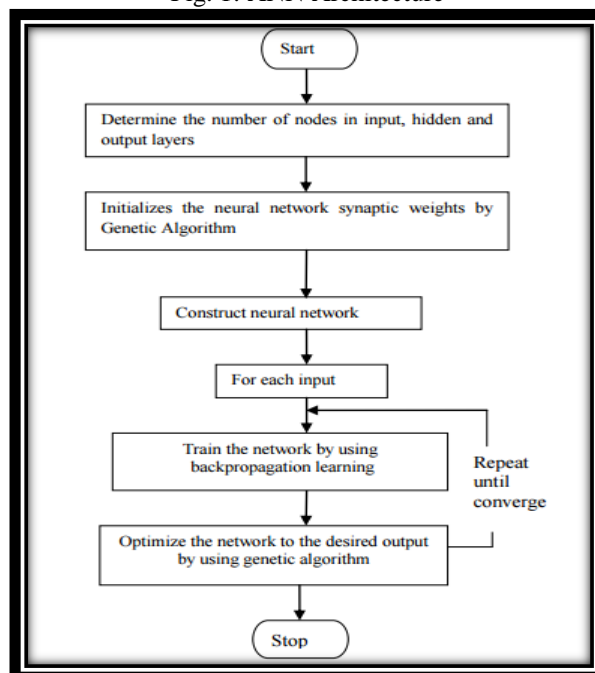 Start
Determine the number of nodes in input, hidden and
output layers
Initializes the neural network synaptic weights by
Genetic Algorithm
Construct neural network
For each input
Train the network by using
backpropagation learning
Repeat
until
converge
Optimize the network to the desired output
by using genetic algorithm
Stop